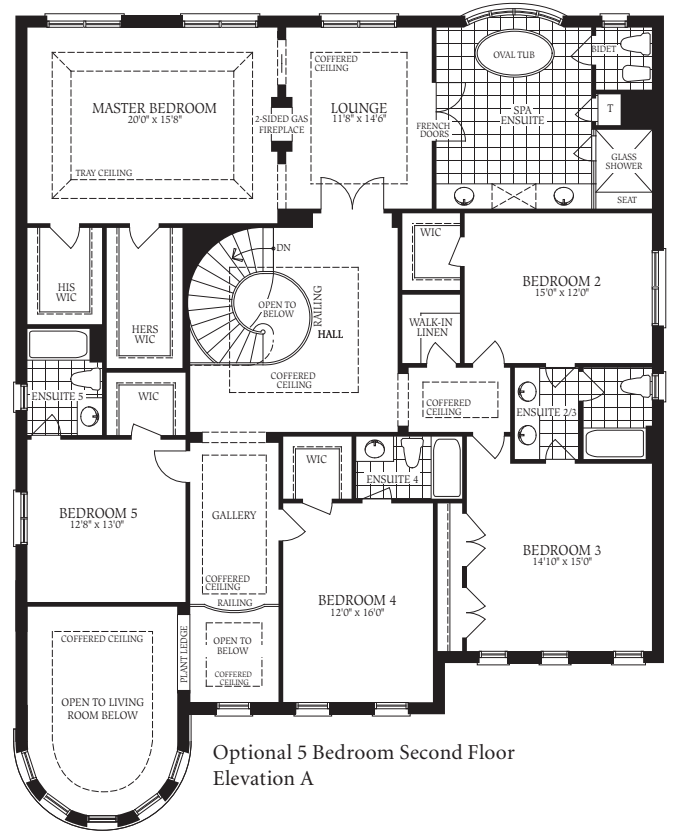 COFFERED
CEILING
OVAL TUB
BIDET
MASTER BEDROOM
20'0" x 15'8"
LOUNGE
11'8" x 14'6"
2-SIDED GAS
FIREPLACE
FRENCH
DOORS
SPA
ENSUITE
T
GLASS
SHOWER
SEAT
TRAY CEILING
HIS
WIC
HERS
WIC
DN
OPEN TO
BELOW
RAILING
HALL
COFFERED
CEILING
WIC
WALK-IN
LINEN
BEDROOM 2
15'0" x 12'0"
ENSUITE 5
WIC
COFFERED
CEILING
ENSUITE 2/3
WIC
ENSUITE 4
BEDROOM 5
12'8" x 13'0"
GALLERY
COFFERED
CEILING
RAILING
BEDROOM 4
12'0" x 16'0"
BEDROOM 3
14'10" x 15'0"
COFFERED CEILING
OPEN TO LIVING
ROOM BELOW
PLANT LEDGE
OPEN TO
BELOW
COFFERED
CEILING
Optional 5 Bedroom Second Floor
Elevation A